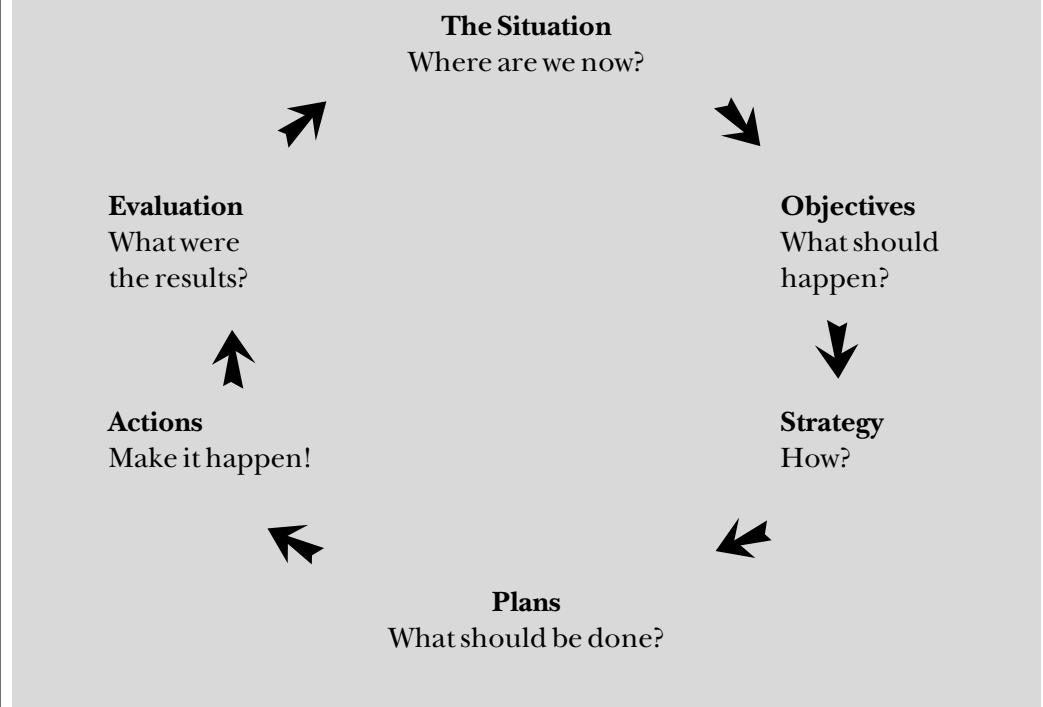 The Situation
Where are we now?
Objectives
What should
happen?
Strategy
How?
Plans
What should be done?
Actions
Make it happen!
Evaluation
What were
the results?